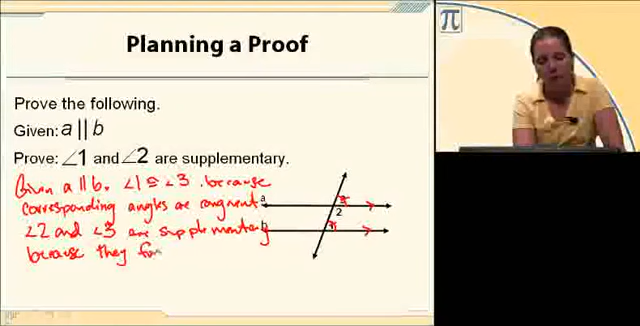 π
Planning a Proof
Prove the following.
Given: a || b
Prove: ∠1 and ∠2 are supplementary.
Given a || b, ∠1 ≅ ∠3 because
corresponding angles are congruent
∠2 and ∠3 are supplementary
because they for
a
b
2